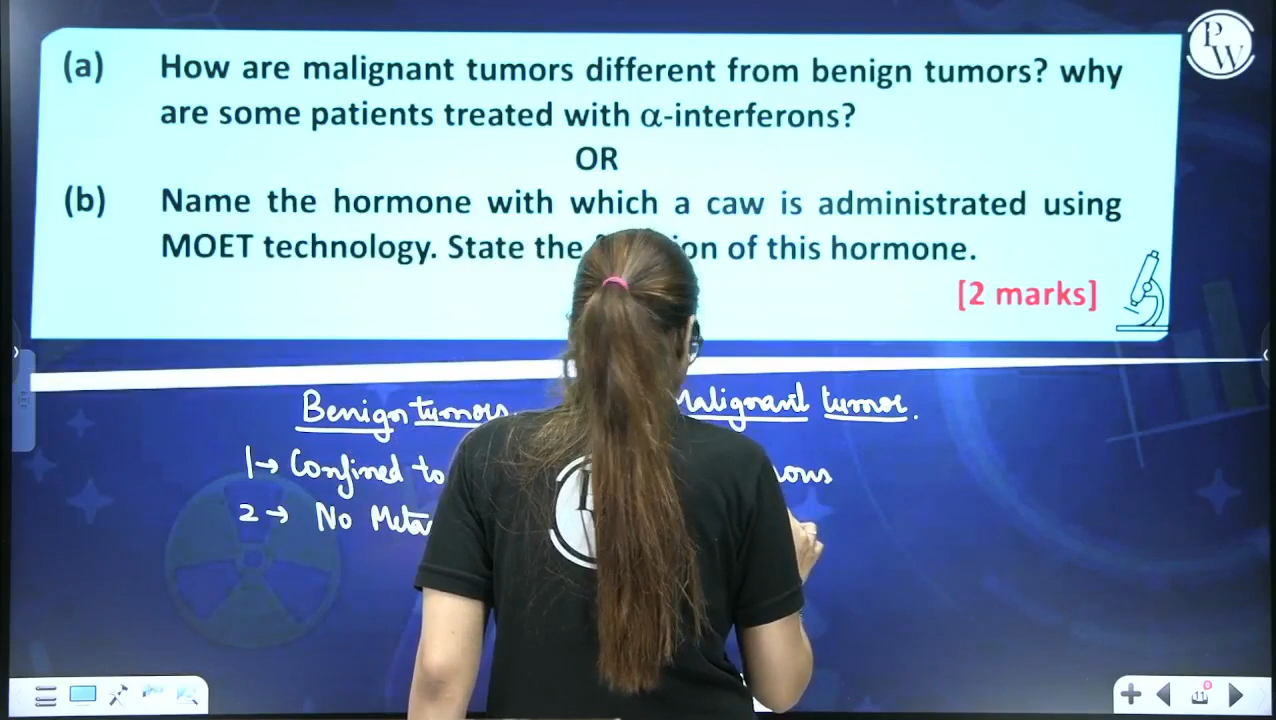 P
W
(a) How are malignant tumors different from benign tumors? why
are some patients treated with α-interferons?
OR
(b) Name the hormone with which a caw is administrated using
MOET technology. State the of this hormone.
[2 marks]
Benign tumors. Malignant tumor.
1→ Confined to
2→ No
11